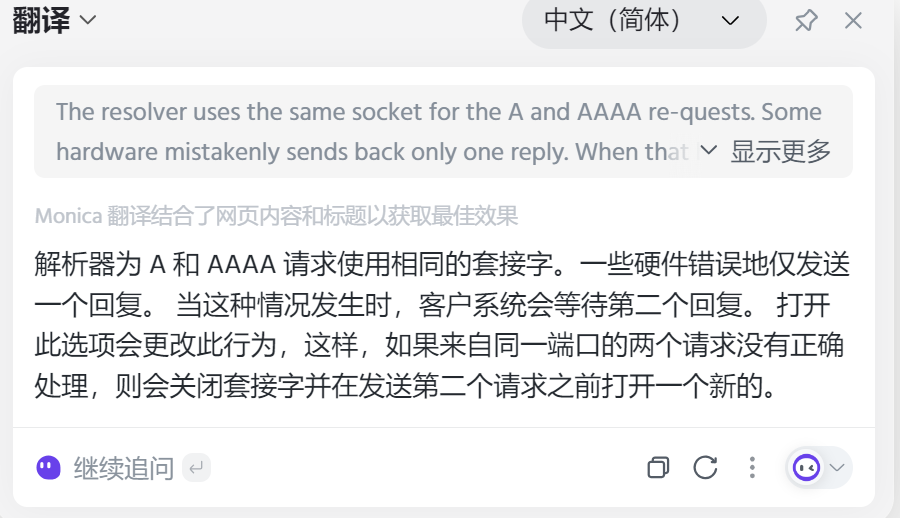 翻译
中文（简体）
The resolver uses the same socket for the A and AAAA re-quests. Some
hardware mistakenly sends back only one reply. When that
显示更多
Monica 翻译结合了网页内容和标题以获取最佳效果
解析器为 A 和 AAAA 请求使用相同的套接字。一些硬件错误地仅发送
一个回复。 当这种情况发生时，客户系统会等待第二个回复。 打开
此选项会更改此行为，这样，如果来自同一端口的两个请求没有正确
处理，则会关闭套接字并在发送第二个请求之前打开一个新的。
继续追问